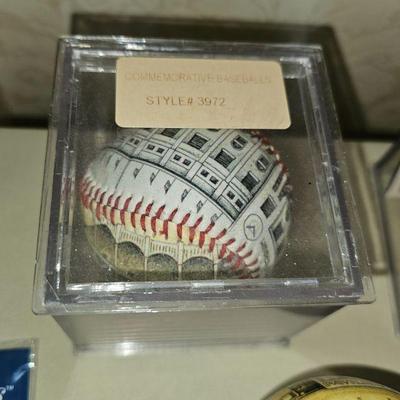 COMMEMORATIVE BASEBALLS
STYLE# 3972